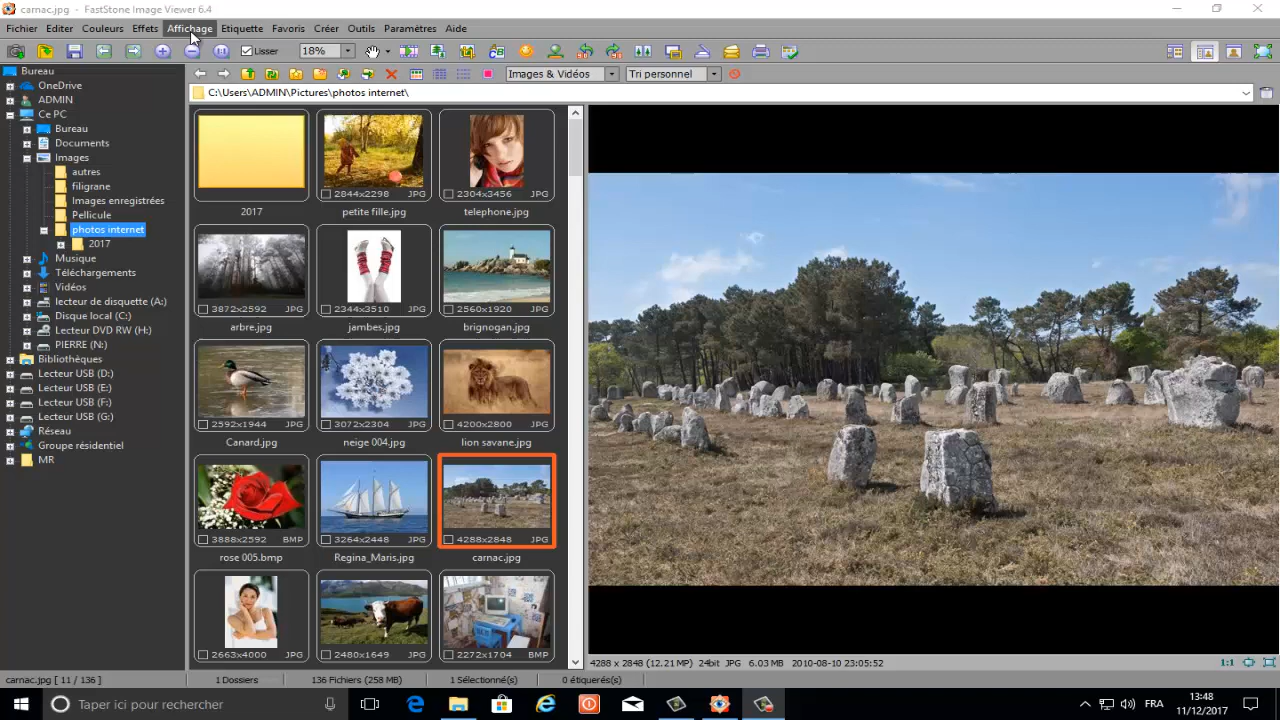 carnac.jpg - FastStone Image Viewer 6.4
Fichier Editer Couleurs Effets Affichage Etiquette Favoris Créer Outils Paramètres Aide
1:1 Lisser 18%
Images & Vidéos Tri personnel
C:\Users\ADMIN\Pictures\photos internet\
Bureau
OneDrive
ADMIN
Ce PC
Bureau
Documents
Images
autres
filigrane
Images enregistrées
Pellicule
photos internet
2017
Musique
Téléchargements
Vidéos
lecteur de disquette (A:)
Disque local (C:)
Lecteur DVD RW (H:)
PIERRE (N:)
Bibliothèques
Lecteur USB (D:)
Lecteur USB (E:)
Lecteur USB (F:)
Lecteur USB (G:)
Réseau
Groupe résidentiel
MR
2844x2298 JPG
2304x3456 JPG
2017
petite fille.jpg
telephone.jpg
3872x2592 JPG
2344x3510 JPG
2560x1920 JPG
arbre.jpg
jambes.jpg
brignogan.jpg
2592x1944 JPG
3072x2304 JPG
4200x2800 JPG
Canard.jpg
neige 004.jpg
lion savane.jpg
3888x2592 BMP
3264x2448 JPG
4288x2848 JPG
rose 005.bmp
Regina_Maris.jpg
carnac.jpg
2663x4000 JPG
2480x1649 JPG
2272x1704 BMP
4288 x 2848 (12.21 MP) 24bit JPG 6.03 MB 2010-08-10 23:05:52
1:1
carnac.jpg [ 11 / 136 ]
1 Dossiers
136 Fichiers (258 MB)
1 Sélectionné(s)
0 étiquerés(s)
Taper ici pour rechercher
FRA
13:48
11/12/2017